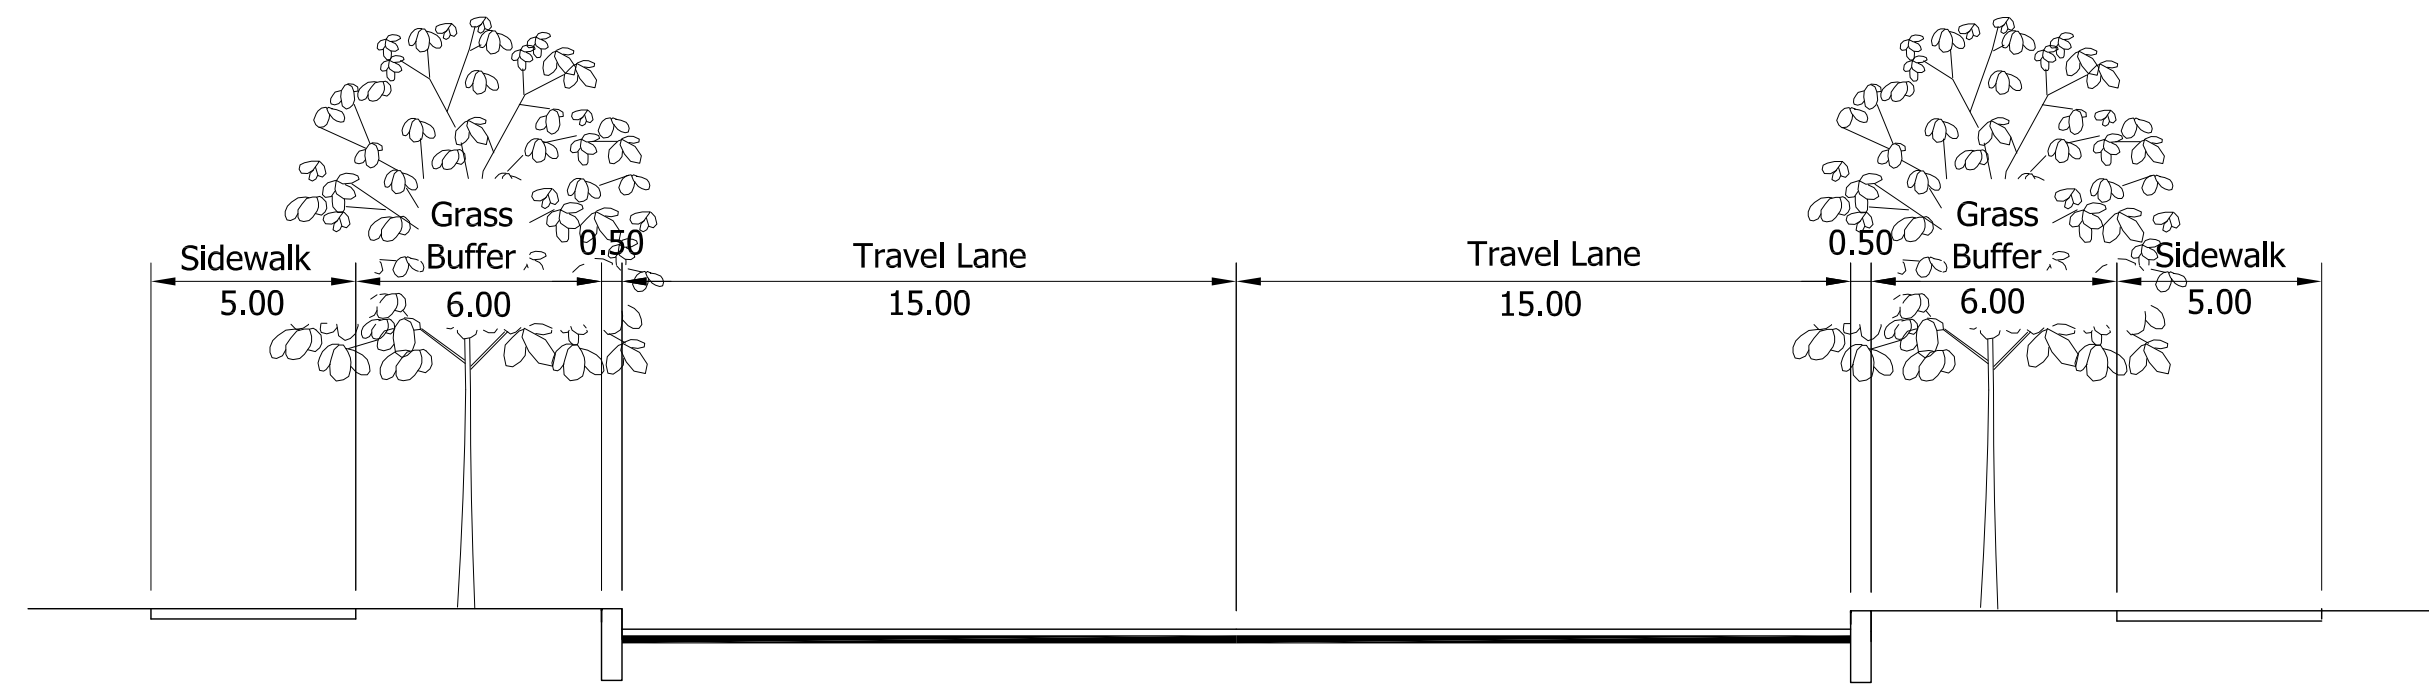 Sidewalk
5.00
Grass
Buffer
6.00
0.50
Travel Lane
15.00
Travel Lane
15.00
0.50
Grass
Buffer
6.00
Sidewalk
5.00